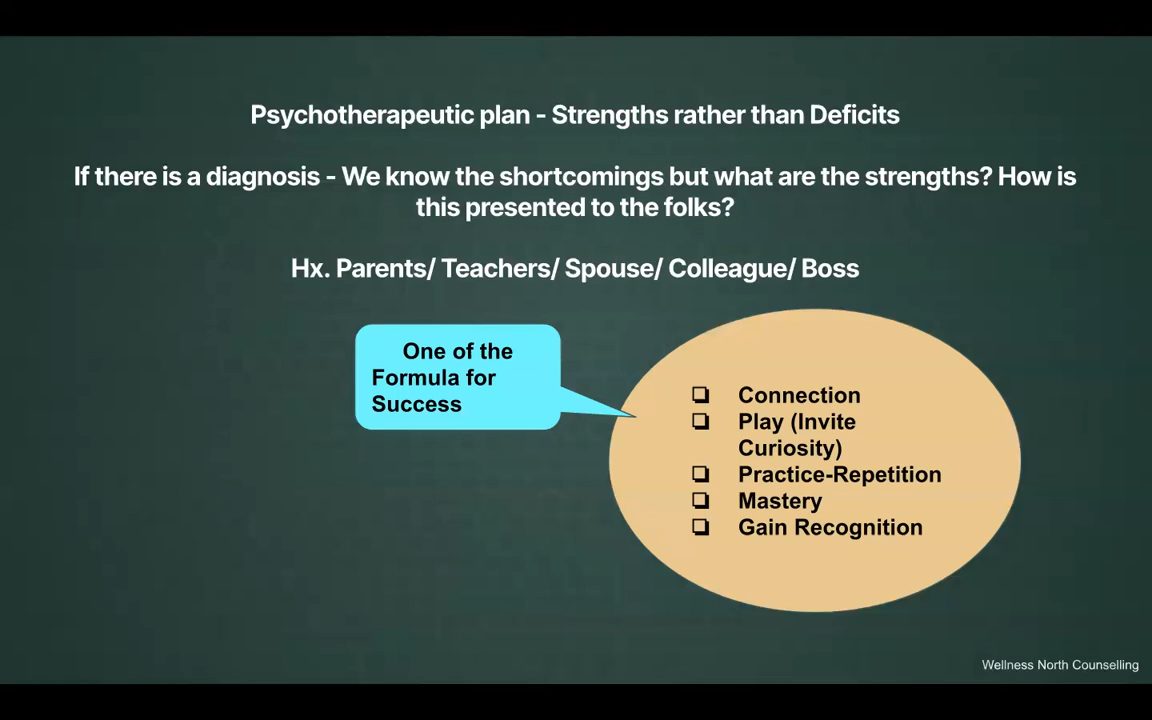 Psychotherapeutic plan - Strengths rather than Deficits
If there is a diagnosis - We know the shortcomings but what are the strengths? How is
this presented to the folks?
Hx. Parents/ Teachers/ Spouse/ Colleague/ Boss
One of the
Formula for
Success
❏ Connection
❏ Play (Invite
Curiosity)
❏ Practice-Repetition
❏ Mastery
❏ Gain Recognition
Wellness North Counselling